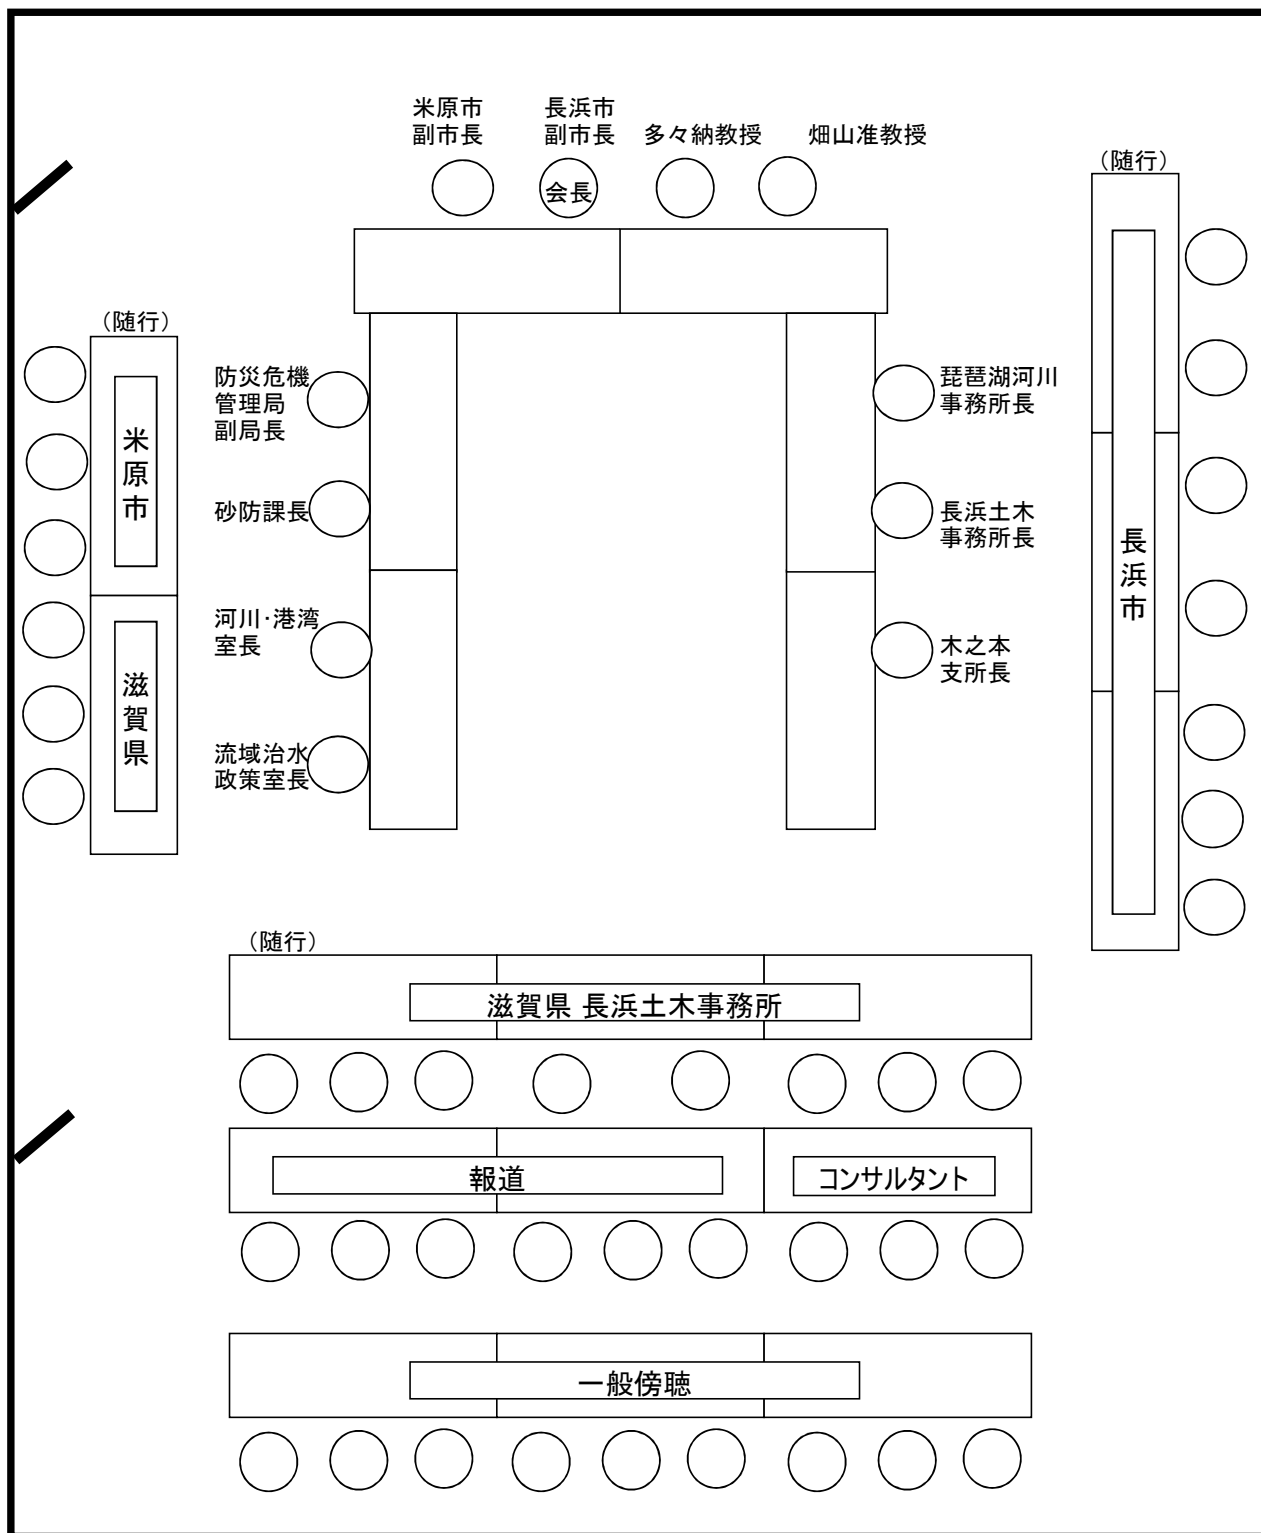 米原市
副市長
長浜市
副市長
多々納教授
畑山准教授
会長
(随行)
(随行)
米原市
滋賀県
防災危機
管理局
副局長
砂防課長
河川・港湾
室長
流域治水
政策室長
琵琶湖河川
事務所長
長浜土木
事務所長
木之本
支所長
長浜市
(随行)
滋賀県 長浜土木事務所
報道
コンサルタント
一般傍聴